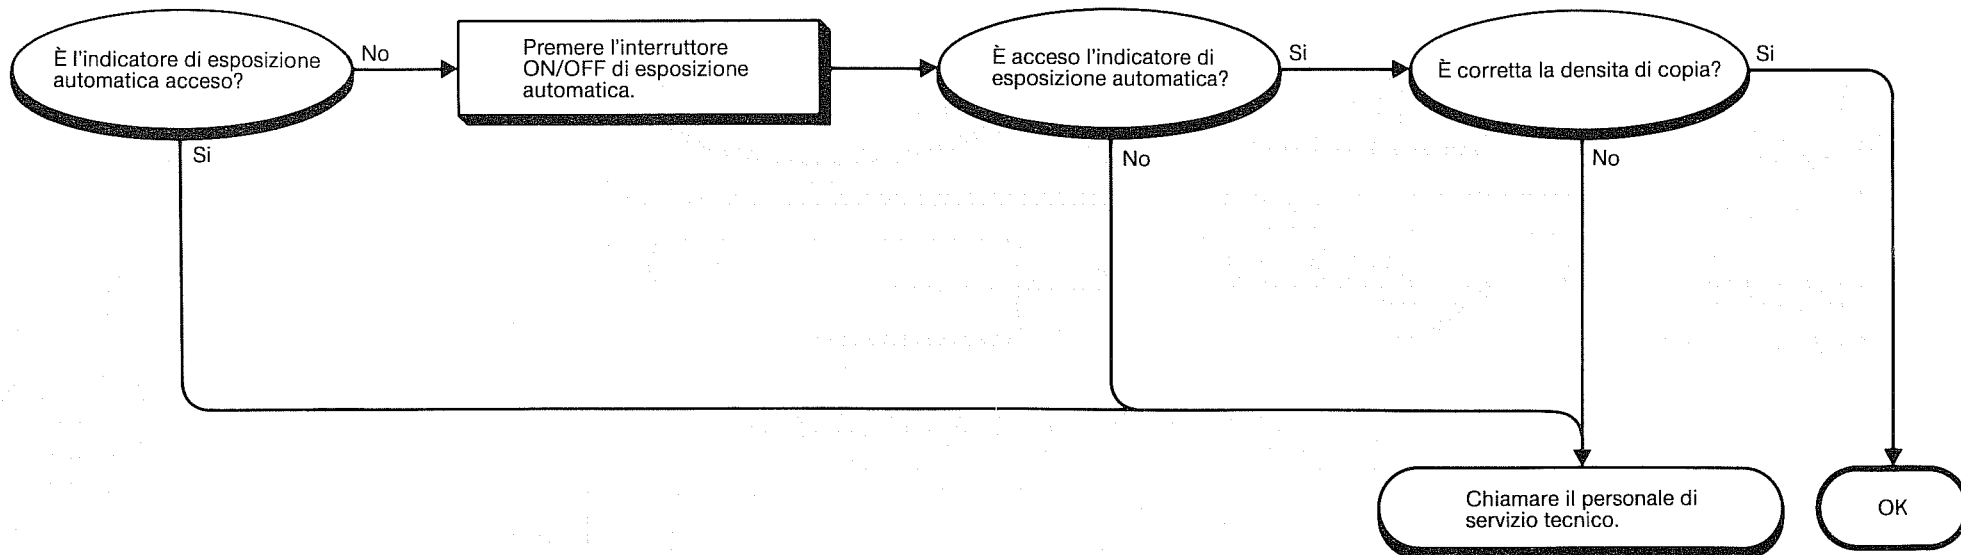 È l'indicatore di esposizione
automatica acceso?
No
Si
Premere l'interruttore
ON/OFF di esposizione
automatica.
È acceso l'indicatore di
esposizione automatica?
Si
No
È corretta la densita di copia?
Si
No
Chiamare il personale di
servizio tecnico.
OK